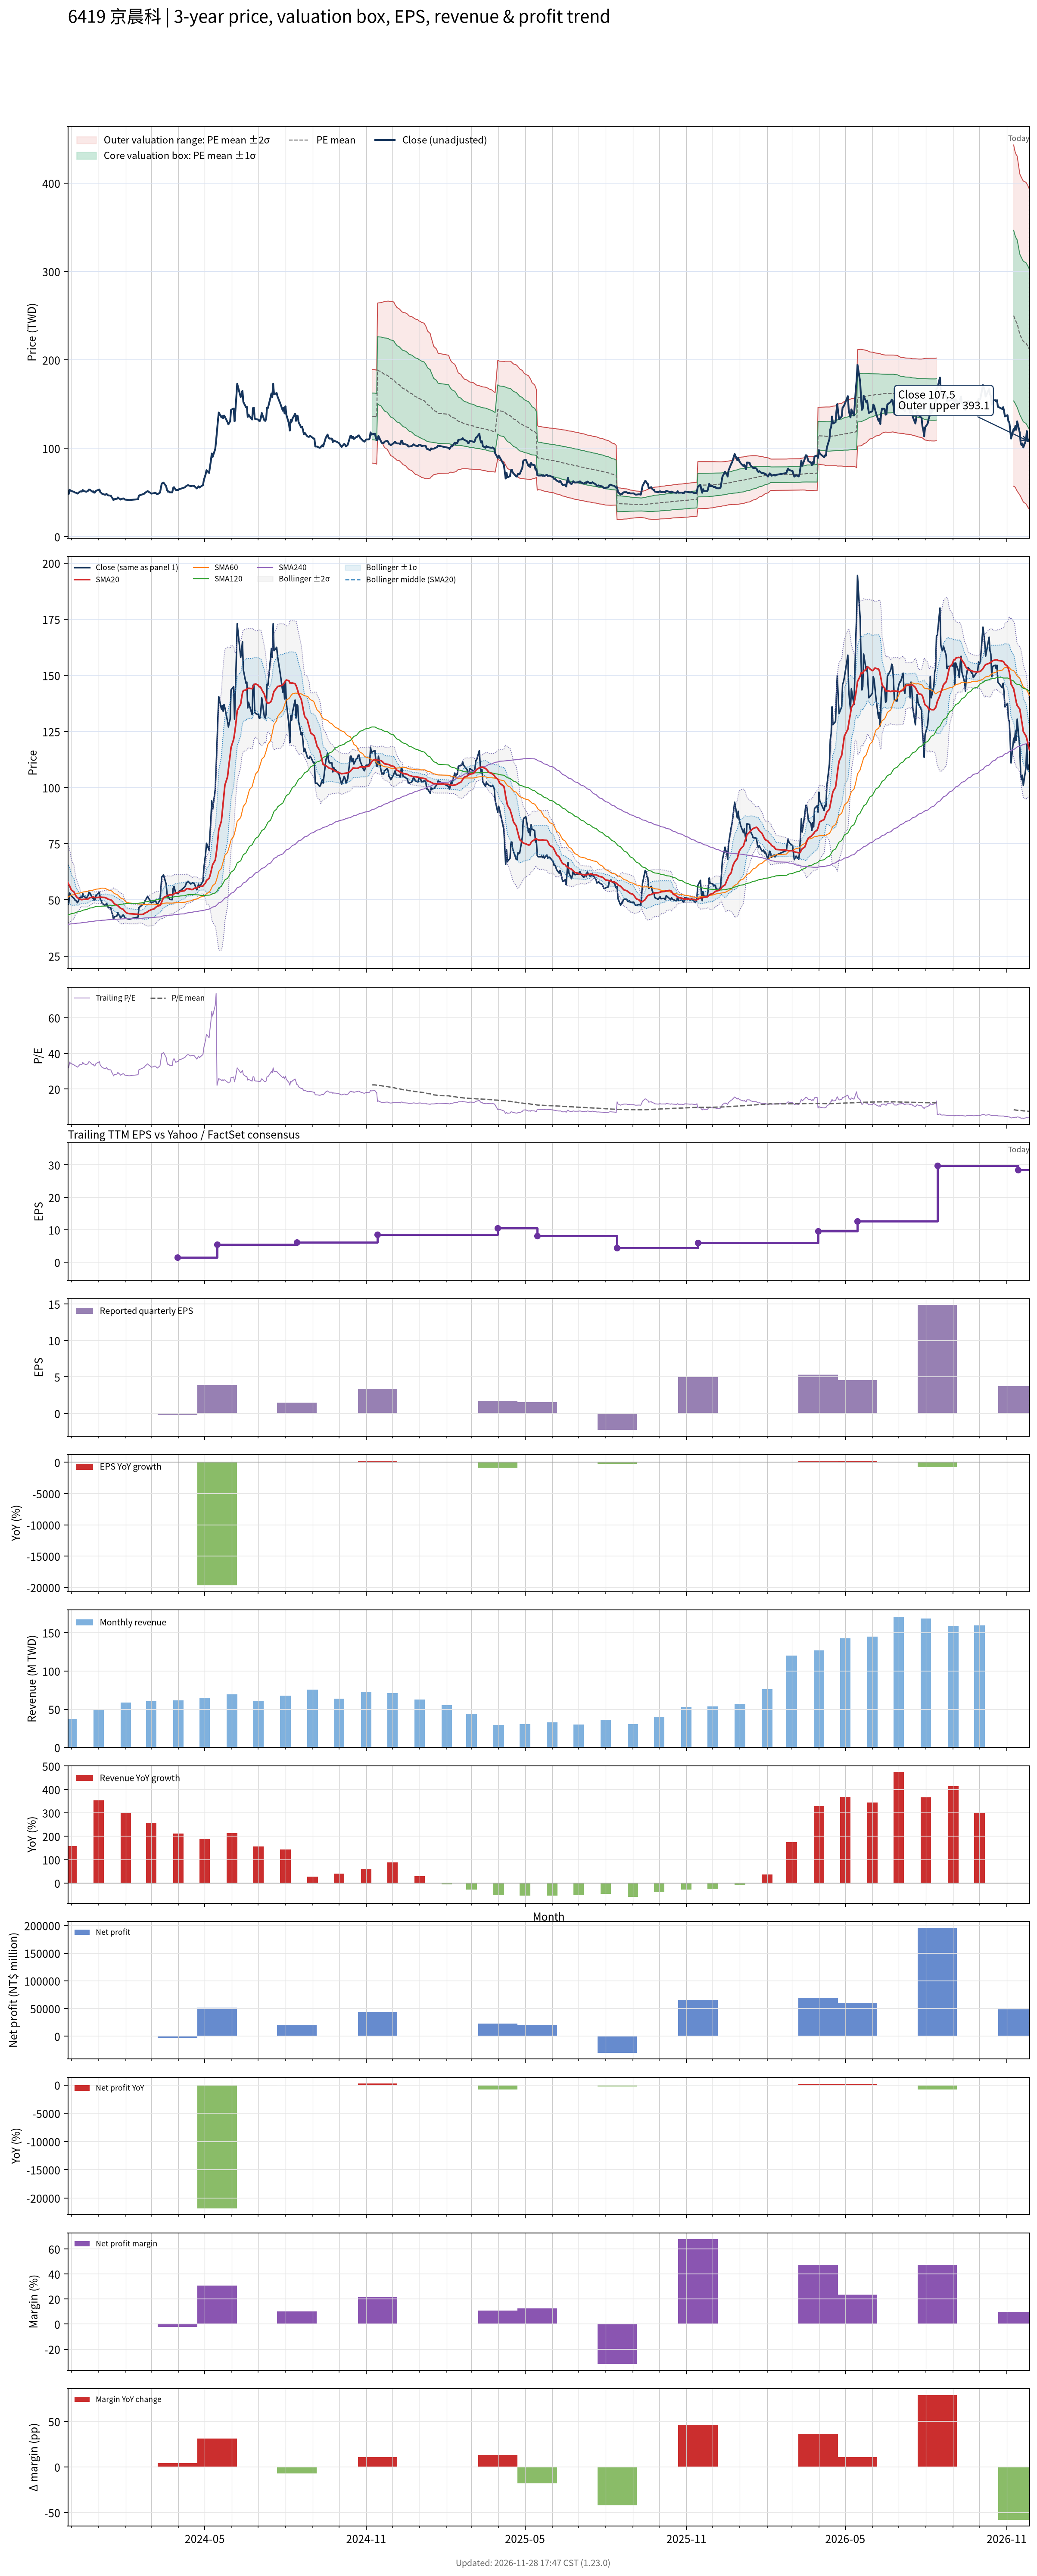 6419 京晨科 | 3-year price, valuation box, EPS, revenue & profit trend
Outer valuation range: PE mean ±2σ
Core valuation box: PE mean ±1σ
PE mean
Close (unadjusted)
Today
Price (TWD)
400
300
200
100
0
Close 107.5
Outer upper 393.1
Close (same as panel 1)
SMA20
SMA60
SMA120
SMA240
Bollinger ±2σ
Bollinger ±1σ
Bollinger middle (SMA20)
Price
200
175
150
125
100
75
50
25
Trailing P/E
P/E mean
P/E
60
40
20
Trailing TTM EPS vs Yahoo / FactSet consensus
Today
EPS
30
20
10
0
Reported quarterly EPS
EPS
15
10
5
0
EPS YoY growth
YoY (%)
0
-5000
-10000
-15000
-20000
Monthly revenue
Revenue (M TWD)
150
100
50
0
Revenue YoY growth
YoY (%)
500
400
300
200
100
0
Month
Net profit
Net profit (NT$ million)
200000
150000
100000
50000
0
Net profit YoY
YoY (%)
0
-5000
-10000
-15000
-20000
Net profit margin
Margin (%)
60
40
20
0
-20
Margin YoY change
Δ margin (pp)
50
0
-50
2024-05
2024-11
2025-05
2025-11
2026-05
2026-11
Updated: 2026-11-28 17:47 CST (1.23.0)